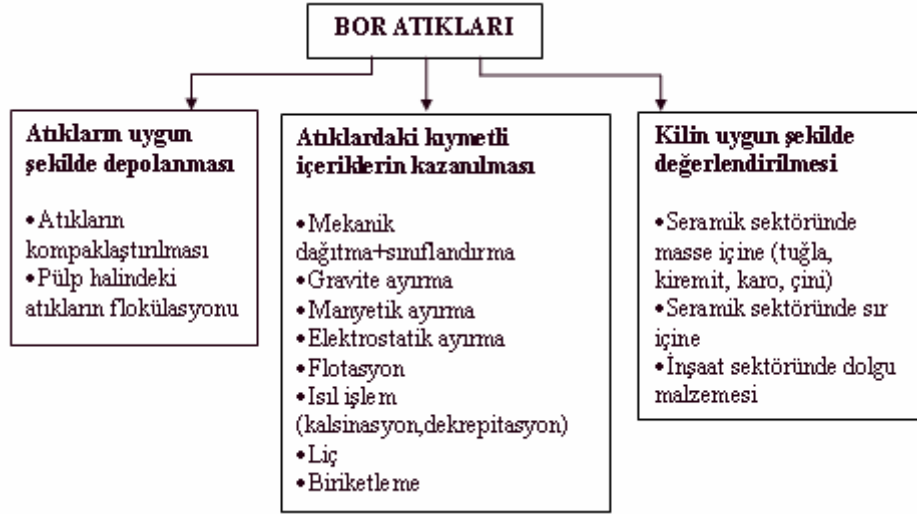 BOR ATIKLARI
Atıkların uygun
şekilde depolanması
•Atıkların
kompaklaştırılması
•Pülp halindeki
atıkların flokülasyonu
Atıklardaki kıymetli
içeriklerin kazanılması
•Mekanik
dağıtma+sınıflandırma
•Gravite ayırma
•Manyetik ayırma
•Elektrostatik ayırma
•Flotasyon
•Isıl işlem
(kalsinasyon,dekrepitasyon)
•Liç
•Biriketleme
Kilin uygun şekilde
değerlendirilmesi
•Seramik sektöründe
masse içine (tuğla,
kiremit, karo, çini)
•Seramik sektöründe sır
içine
•İnşaat sektöründe dolgu
malzemesi